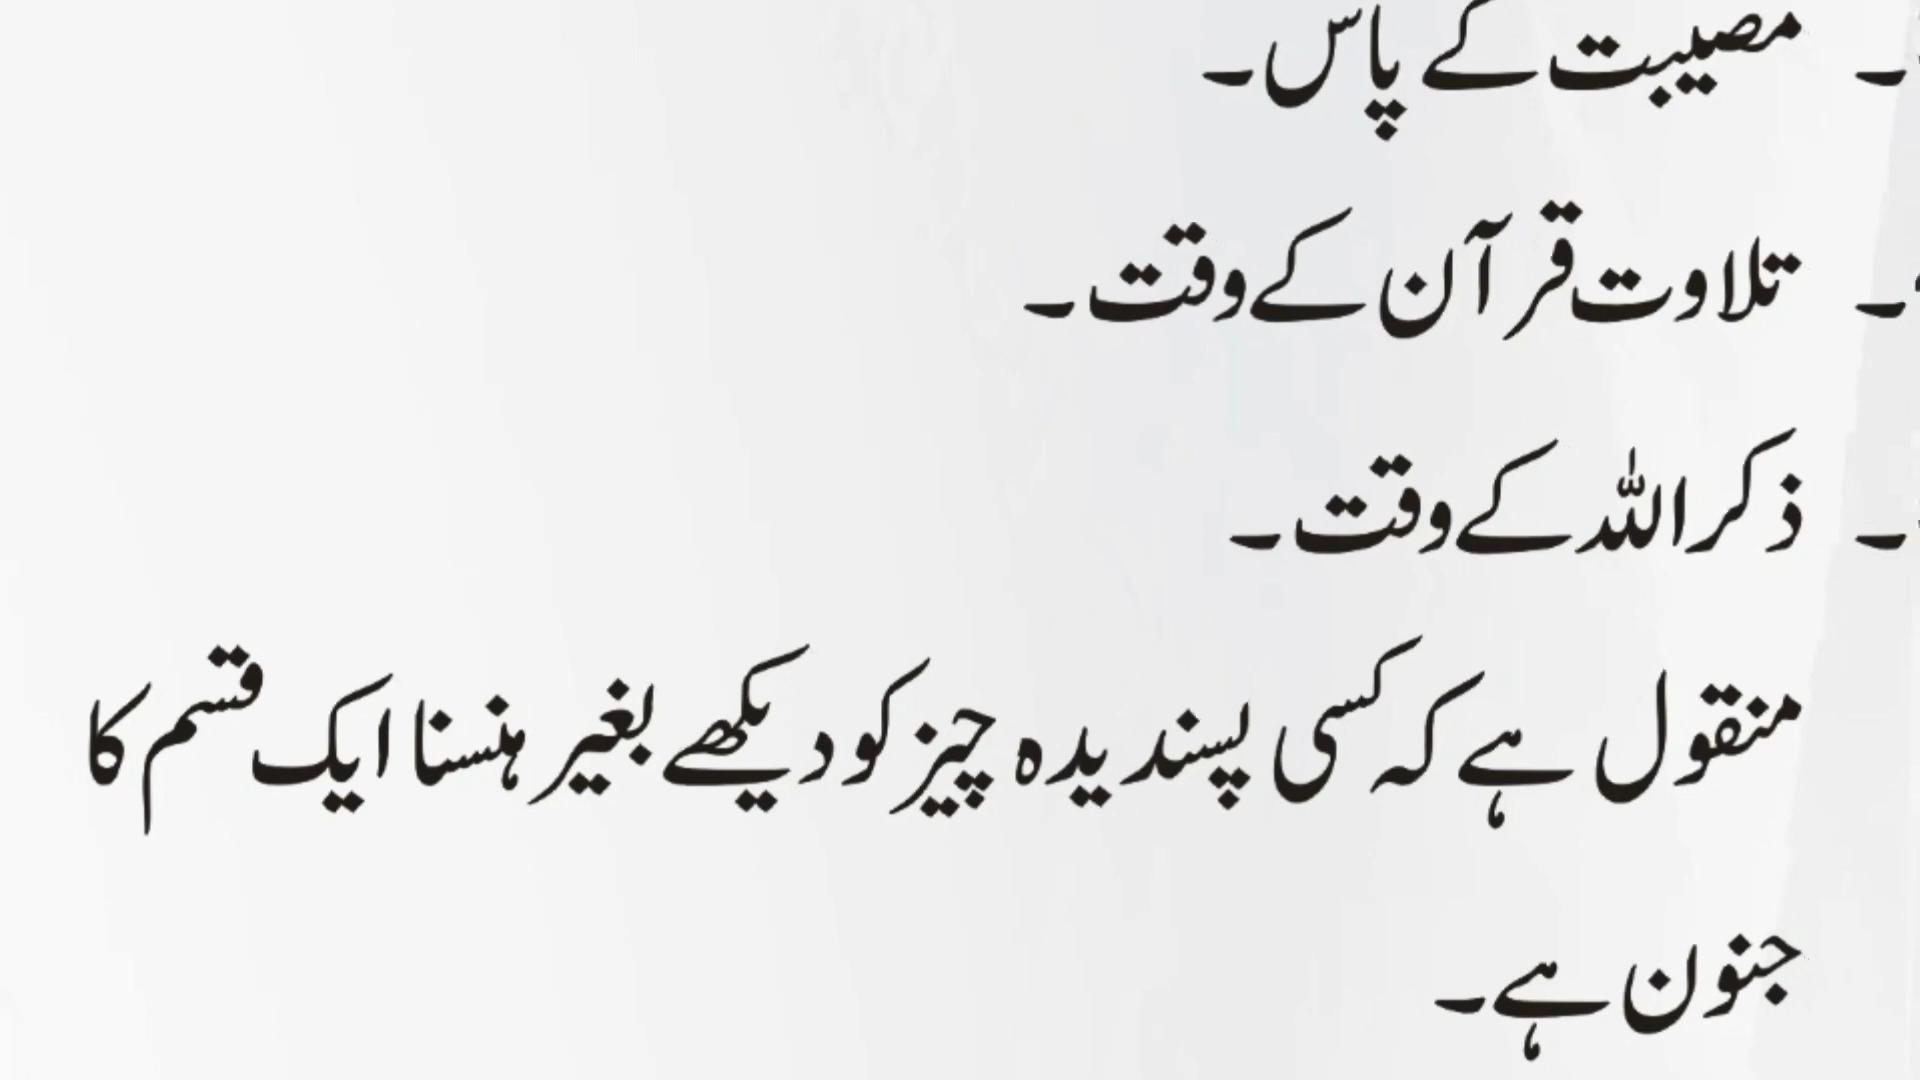 ۔ مصیبت کے پاس۔
۔ تلاوت قرآن کے وقت۔
۔ ذکر اللہ کے وقت۔
منقول ہے کہ کسی پسندیدہ چیز کو دیکھے بغیر ہنسنا ایک قسم کا
جنون ہے۔